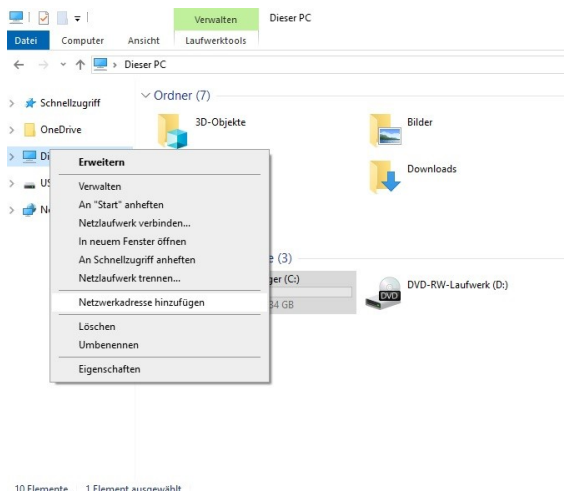 Verwalten Dieser PC
Datei Computer Ansicht Laufwerktools
Dieser PC
Ordner (7)
Schnellzugriff
3D-Objekte Bilder
OneDrive
Erweitern
Downloads
Verwalten
An "Start" anheften
Netzlaufwerk verbinden...
In neuem Fenster öffnen
An Schnellzugriff anheften
(3)
Netzlaufwerk trennen...
(C:)
DVD-RW-Laufwerk (D:)
DVD
Netzwerkadresse hinzufügen
GB
Löschen
Umbenennen
Eigenschaften
10 Elemente 1 Element ausgewählt